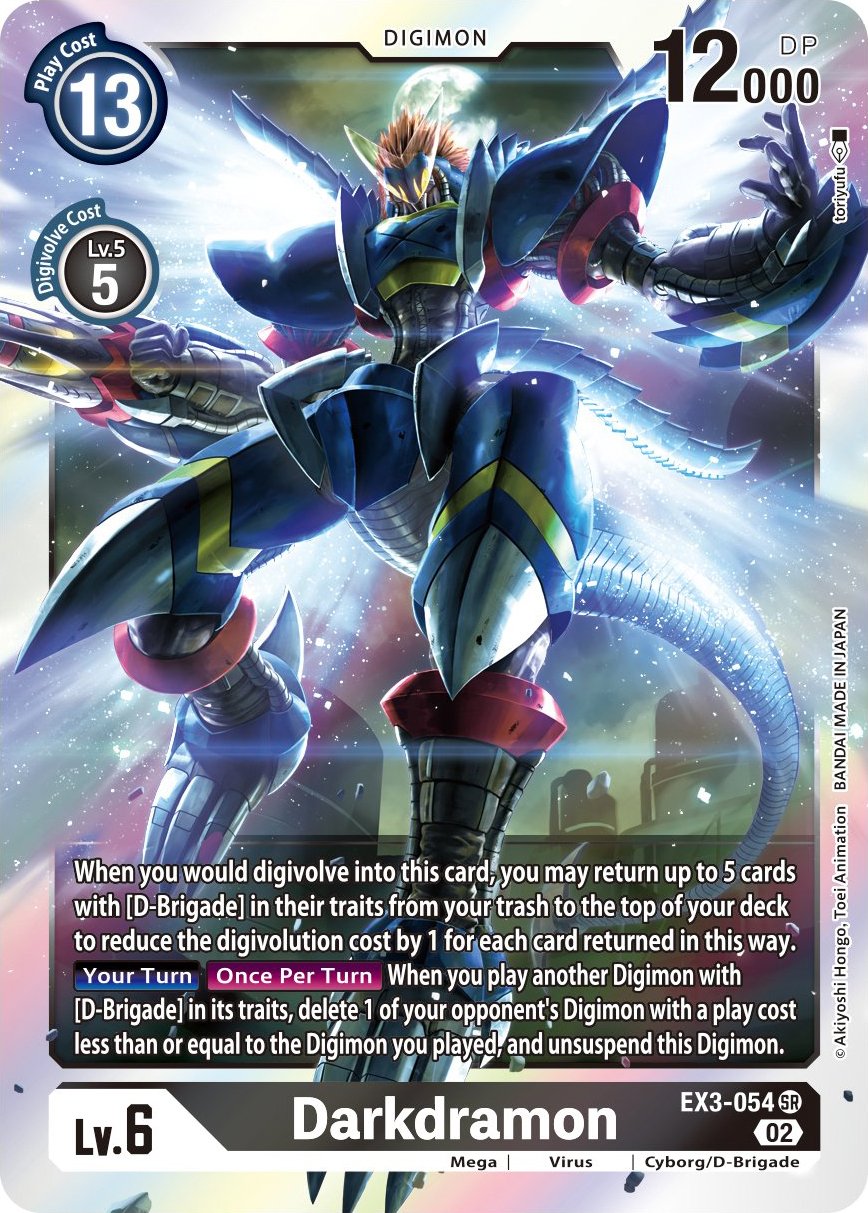 DIGIMON
Play Cost
13
12000
DP
Digivolve Cost
Lv.5
5
toriyufu
When you would digivolve into this card, you may return up to 5 cards
with [D-Brigade] in their traits from your trash to the top of your deck
to reduce the digivolution cost by 1 for each card returned in this way.
Your Turn Once Per Turn When you play another Digimon with
[D-Brigade] in its traits, delete 1 of your opponent's Digimon with a play cost
less than or equal to the Digimon you played, and unsuspend this Digimon.
© Akiyoshi Hongo, Toei Animation BANDAI MADE IN JAPAN
Lv.6
Darkdramon
EX3-054 SR
02
Mega | Virus | Cyborg/D-Brigade